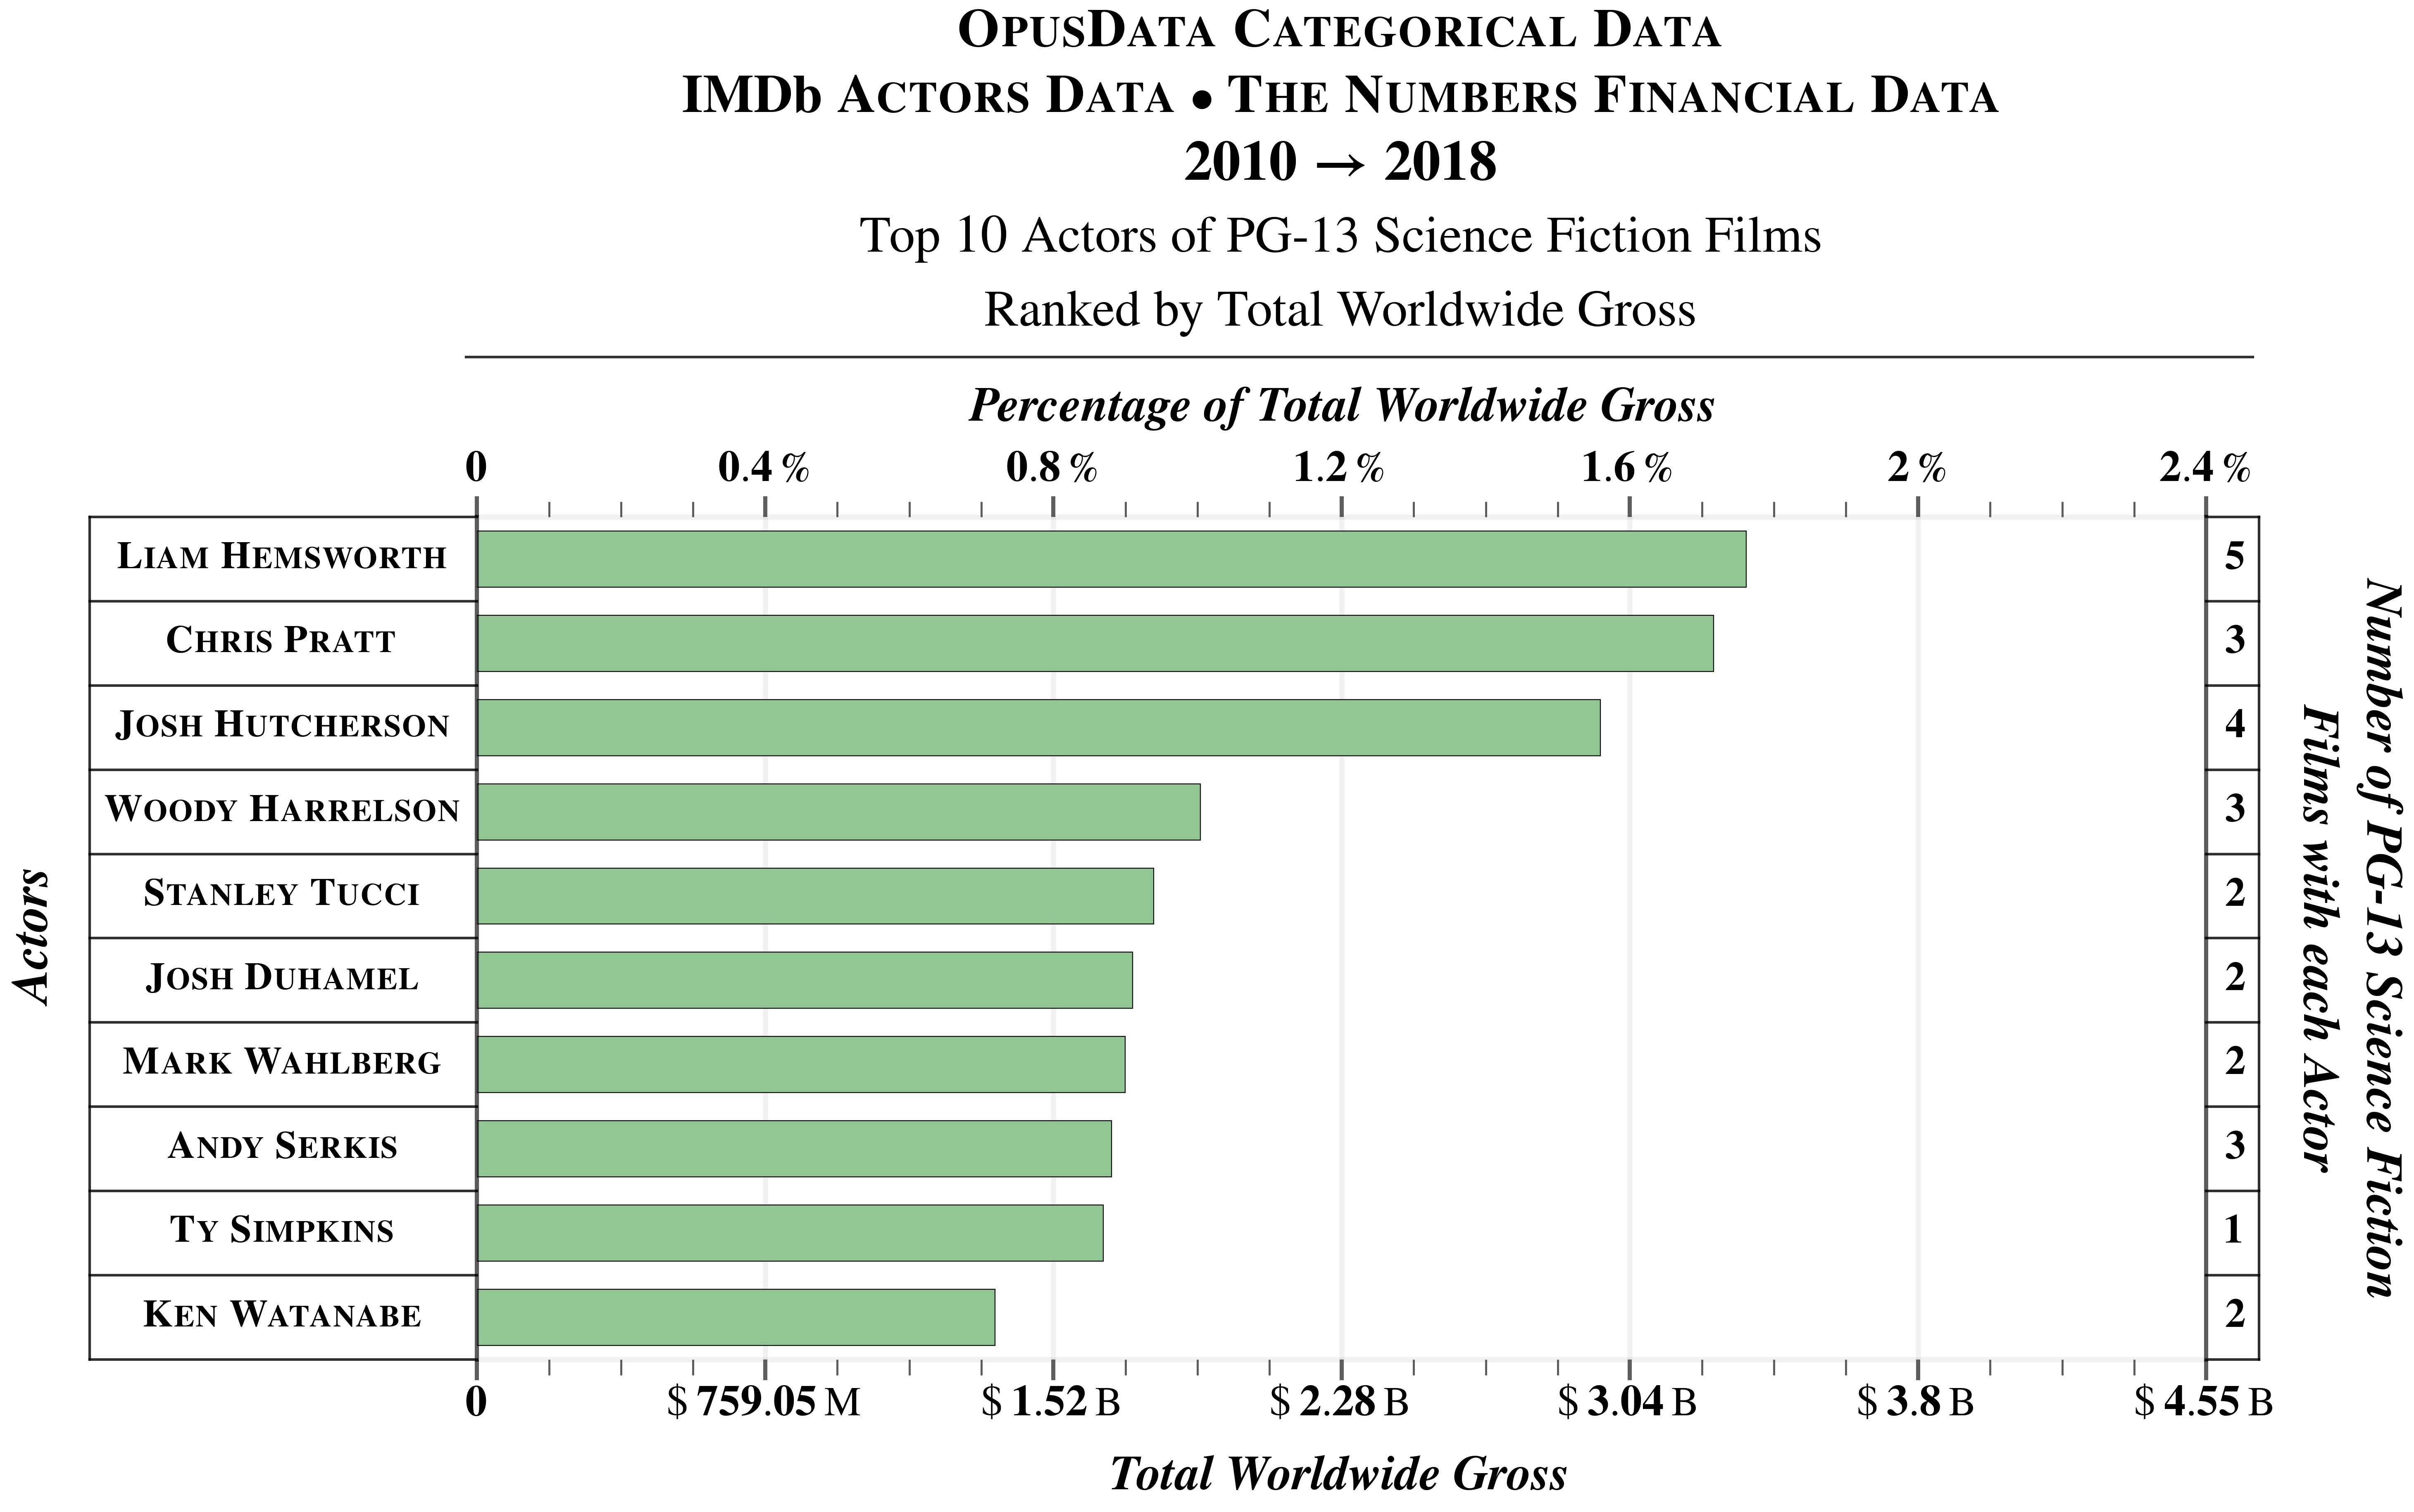 OpusData Categorical Data
IMDb Actors Data • The Numbers Financial Data
2010 → 2018
Top 10 Actors of PG-13 Science Fiction Films
Ranked by Total Worldwide Gross
Percentage of Total Worldwide Gross
0 0.4 % 0.8 % 1.2 % 1.6 % 2 % 2.4 %
Actors
Liam Hemsworth 5
Chris Pratt 3
Josh Hutcherson 4
Woody Harrelson 3
Stanley Tucci 2
Josh Duhamel 2
Mark Wahlberg 2
Andy Serkis 3
Ty Simpkins 1
Ken Watanabe 2
Number of PG-13 Science Fiction
Films with each Actor
0 $ 759.05 M $ 1.52 B $ 2.28 B $ 3.04 B $ 3.8 B $ 4.55 B
Total Worldwide Gross